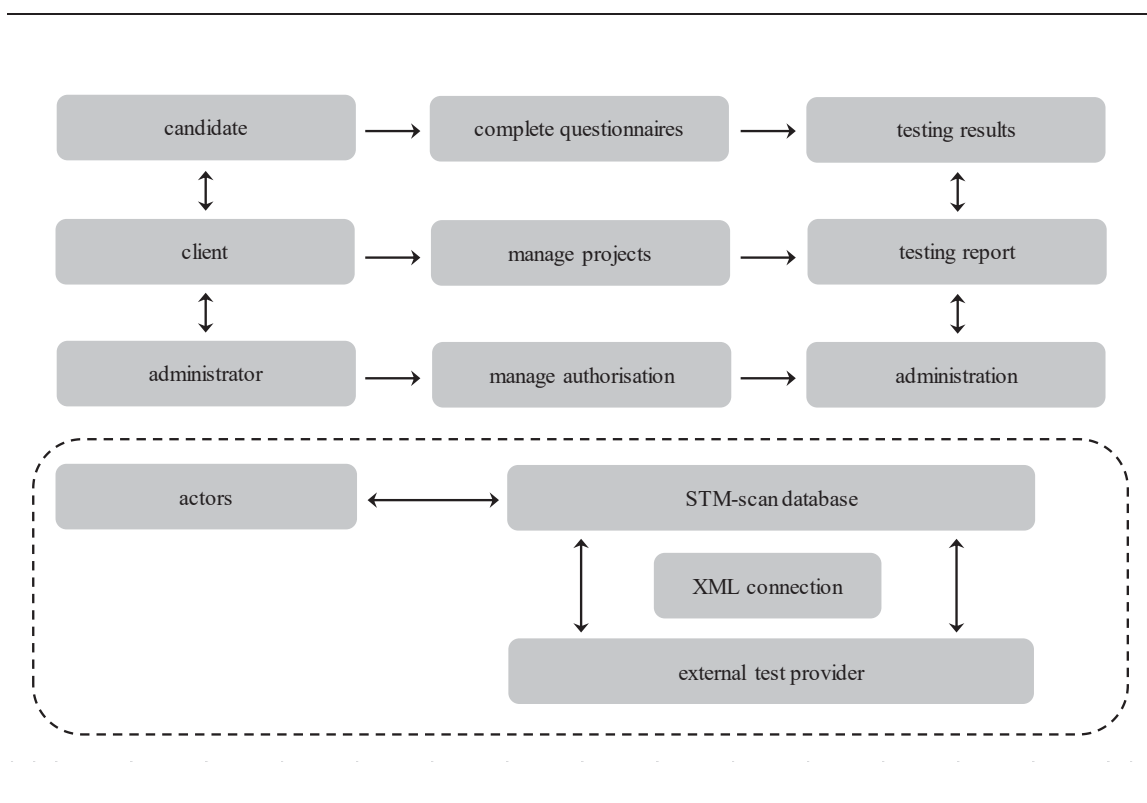 candidate
complete questionnaires
testing results
client
manage projects
testing report
administrator
manage authorisation
administration
actors
STM-scan database
XML connection
external test provider